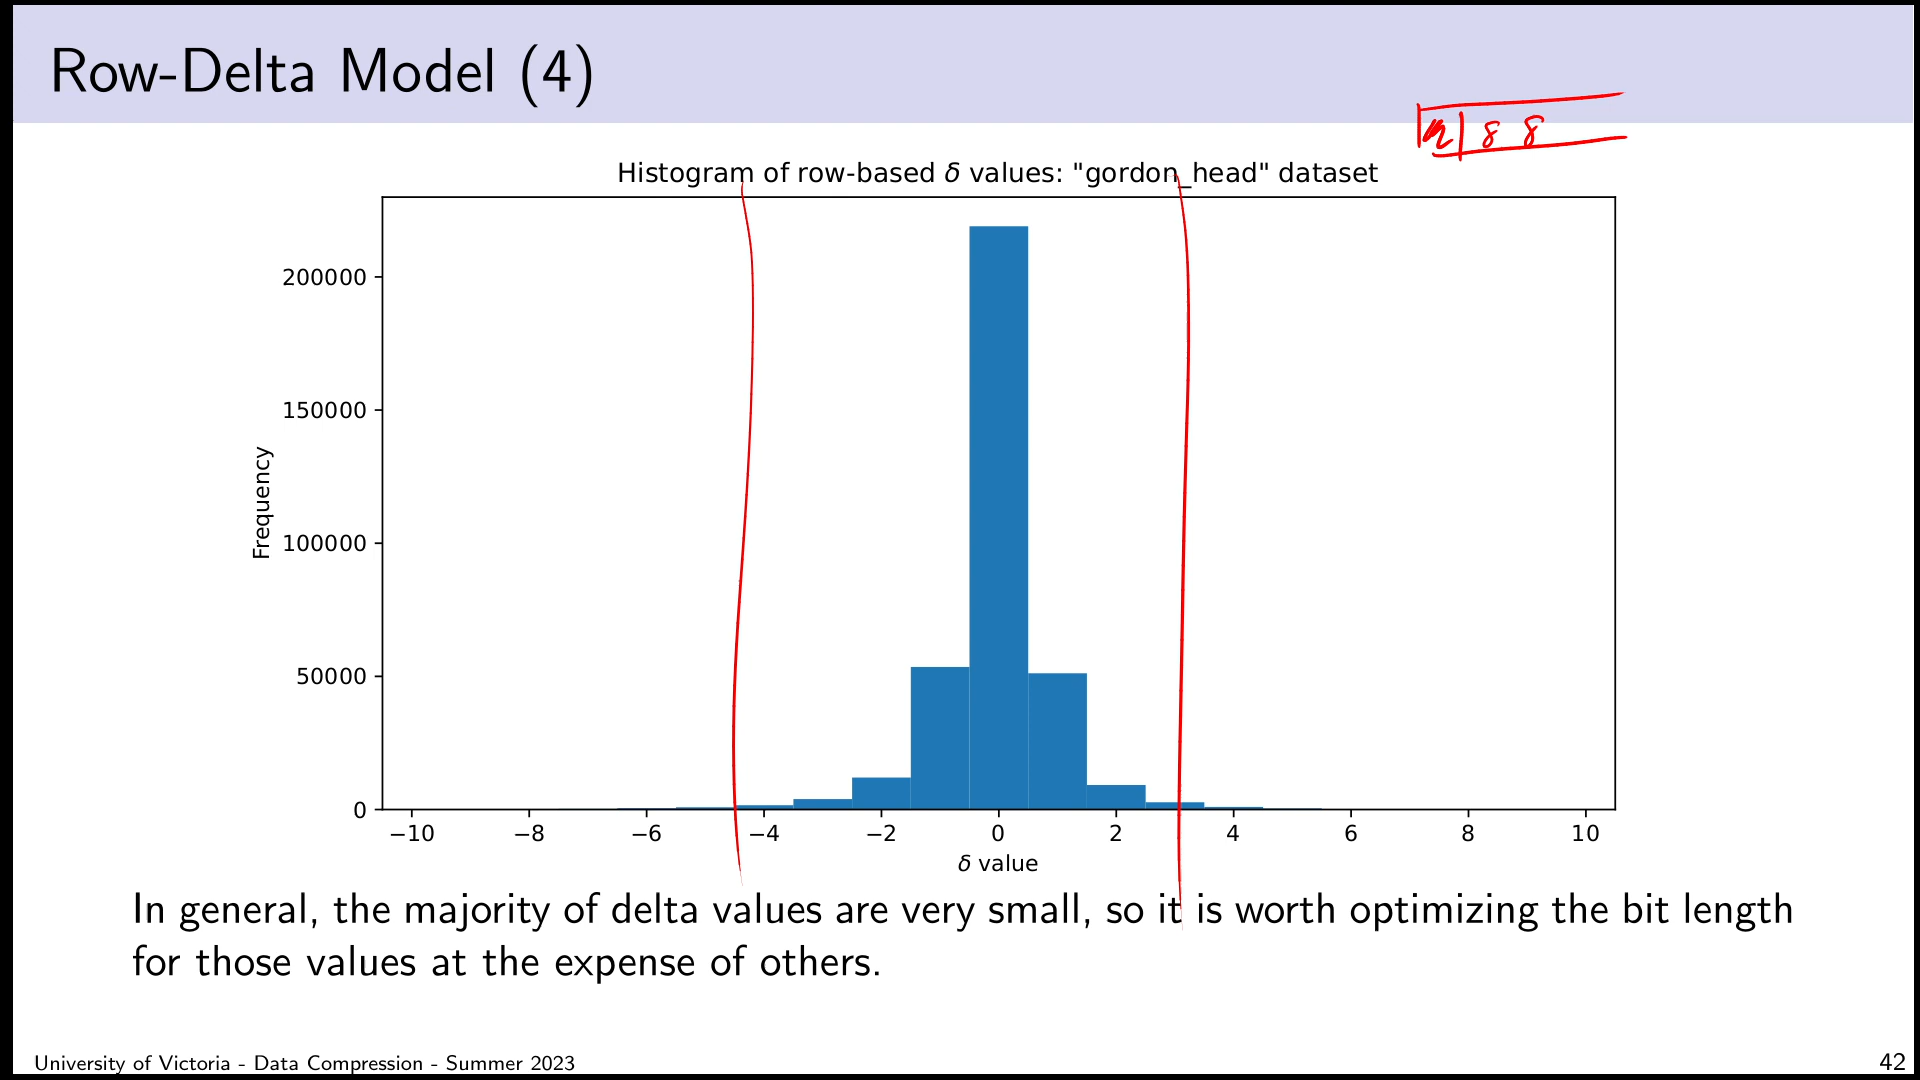 Row-Delta Model (4)
δ δ
Histogram of row-based δ values: "gordon_head" dataset
200000
150000
100000
50000
0
Frequency
−10 −8 −6 −4 −2 0 2 4 6 8 10
δ value
In general, the majority of delta values are very small, so it is worth optimizing the bit length
for those values at the expense of others.
University of Victoria - Data Compression - Summer 2023
42